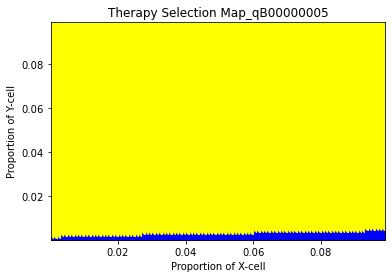 Therapy Selection Map_qB00000005
Proportion of Y-cell
0.08
0.06
0.04
0.02
0.02
0.04
0.06
0.08
Proportion of X-cell